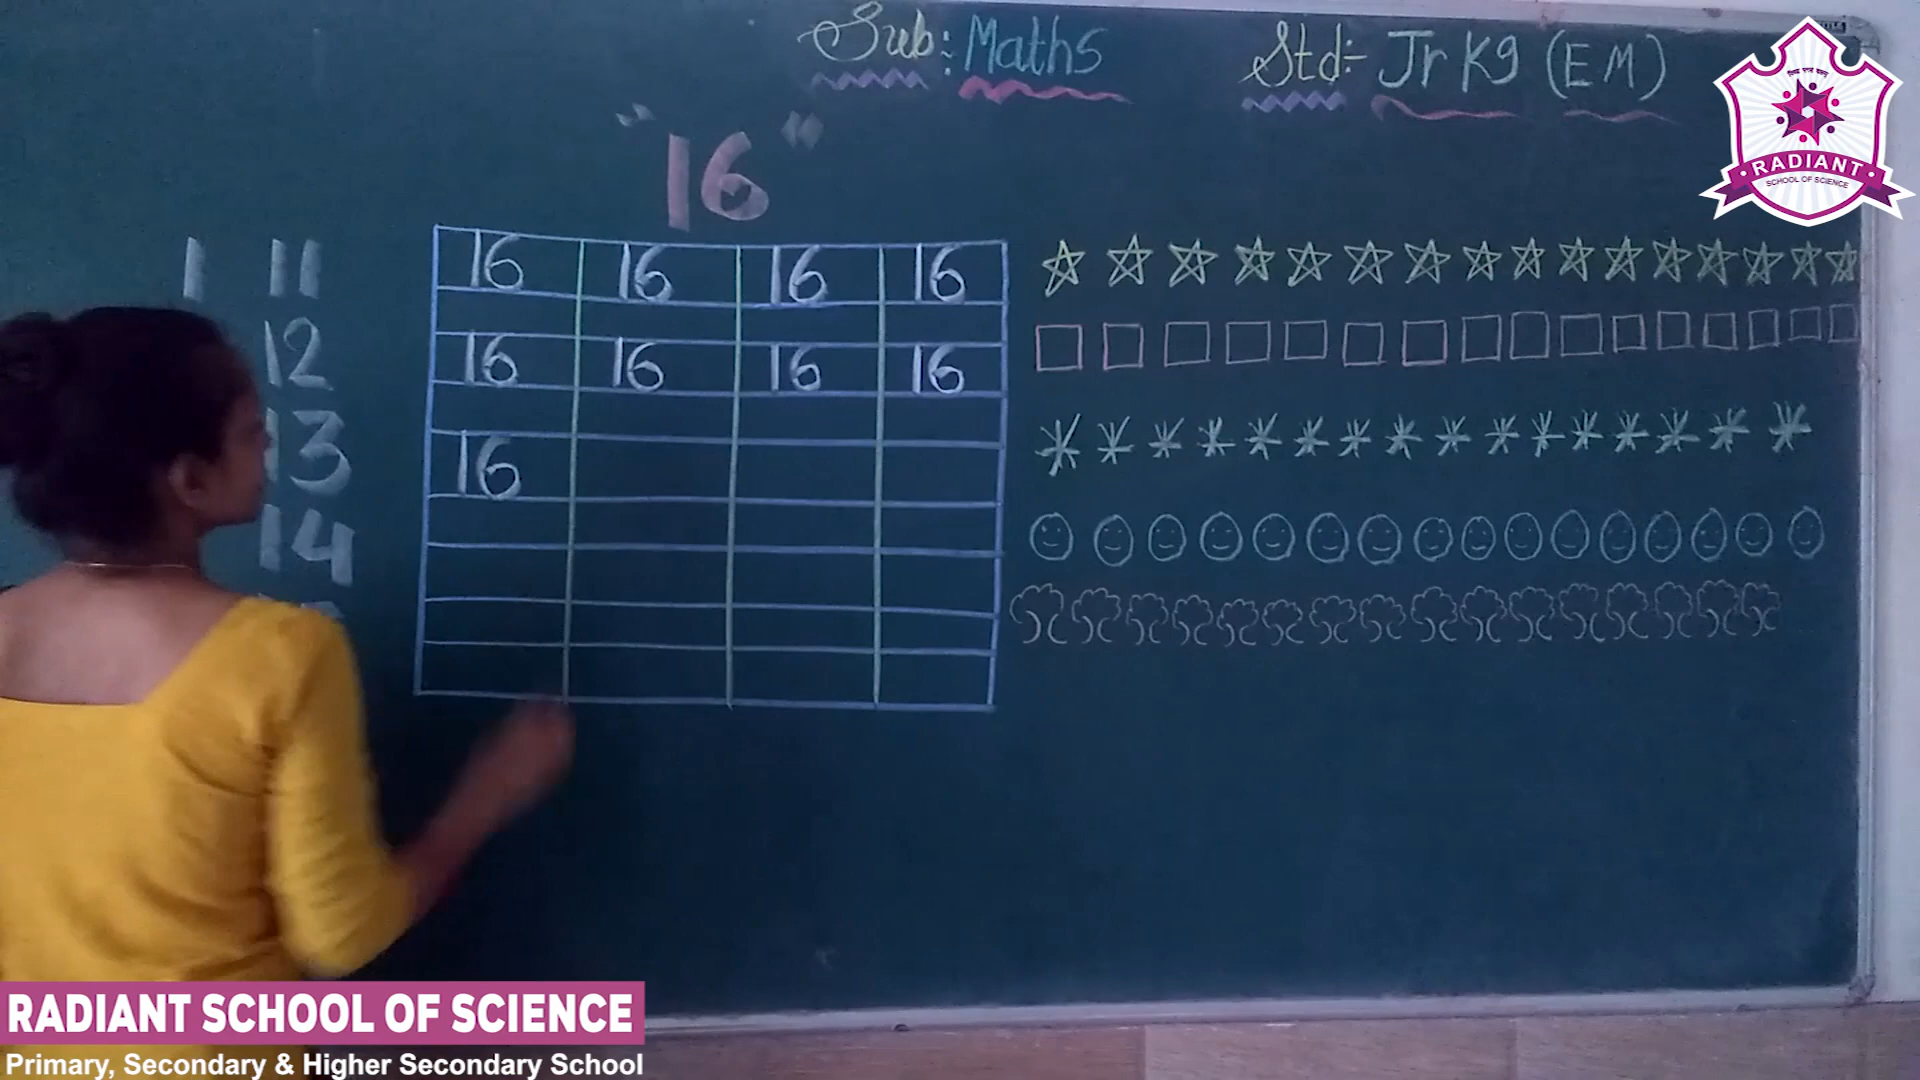 Sub:- Maths Std:- Jr Kg (EM)
"16"
1 11
12
13
14
16 16 16 16
16 16 16 16
16
RADIANT
SCHOOL OF SCIENCE
RADIANT SCHOOL OF SCIENCE
Primary, Secondary & Higher Secondary School